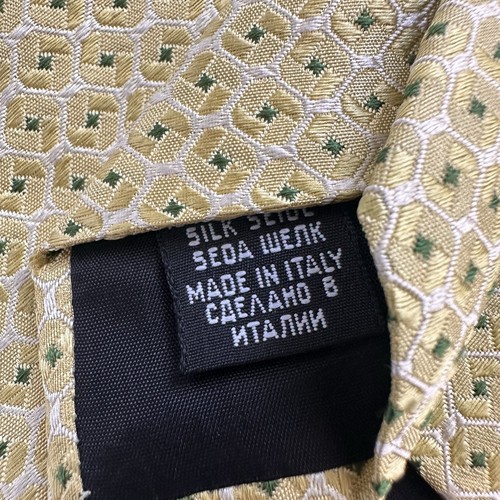 SILK SEIDE
SEDA ШЕЛК
MADE IN ITALY
СДЕЛАНО В
ИТАЛИИ